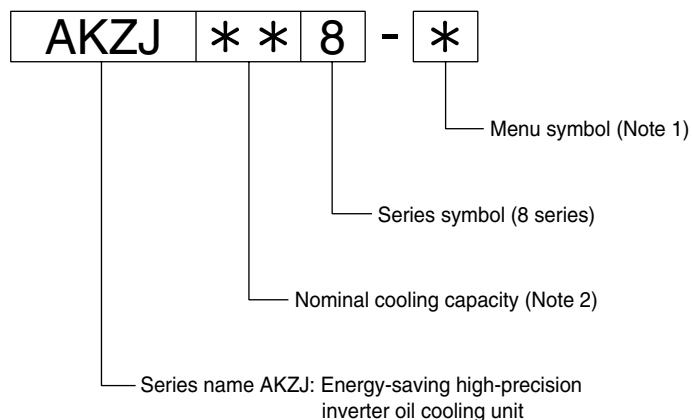 AKZJ ** 8 - *
Menu symbol (Note 1)
Series symbol (8 series)
Nominal cooling capacity (Note 2)
Series name AKZJ: Energy-saving high-precision
inverter oil cooling unit